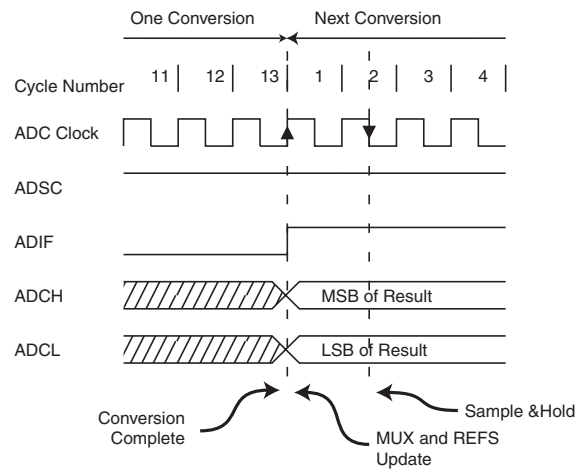 One Conversion Next Conversion
Cycle Number 11 12 13 1 2 3 4
ADC Clock
ADSC
ADIF
ADCH MSB of Result
ADCL LSB of Result
Conversion
Complete
MUX and REFS
Update
Sample &Hold